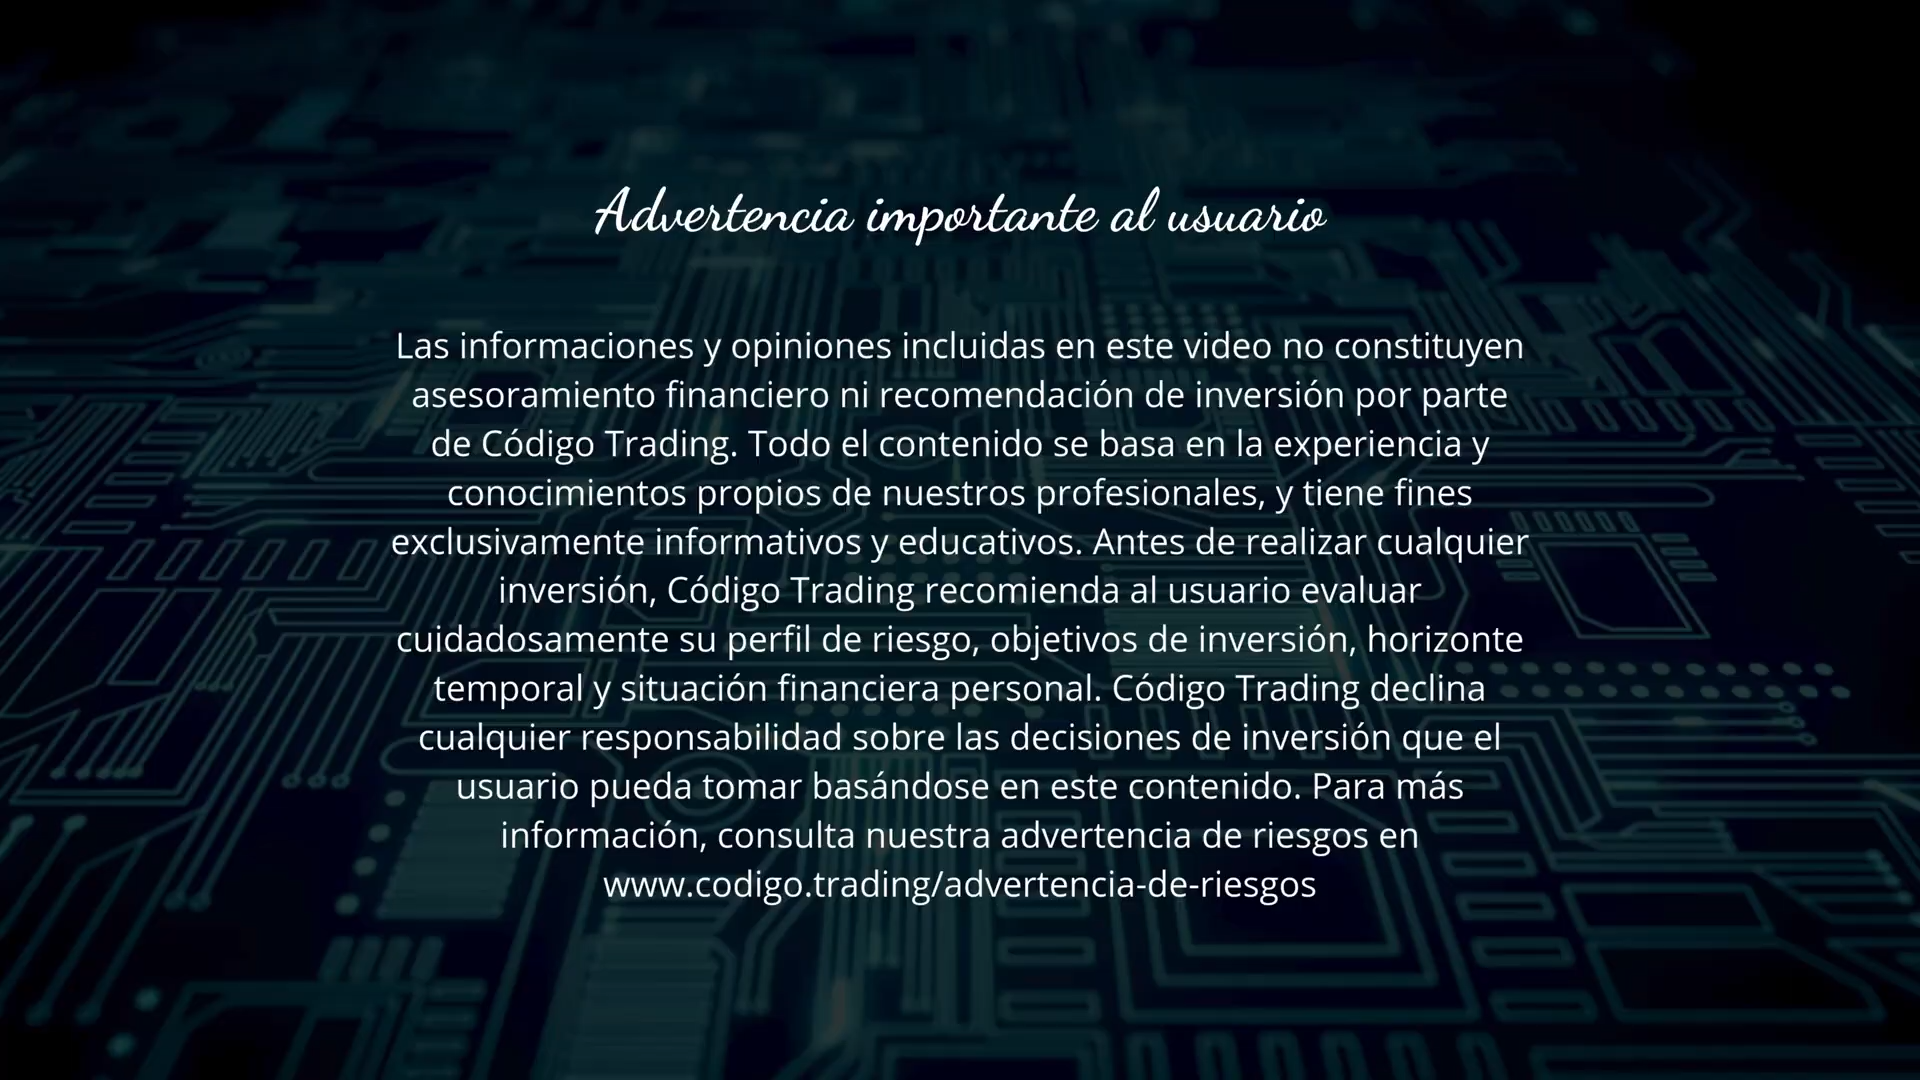 Advertencia importante al usuario
Las informaciones y opiniones incluidas en este video no constituyen
asesoramiento financiero ni recomendación de inversión por parte
de Código Trading. Todo el contenido se basa en la experiencia y
conocimientos propios de nuestros profesionales, y tiene fines
exclusivamente informativos y educativos. Antes de realizar cualquier
inversión, Código Trading recomienda al usuario evaluar
cuidadosamente su perfil de riesgo, objetivos de inversión, horizonte
temporal y situación financiera personal. Código Trading declina
cualquier responsabilidad sobre las decisiones de inversión que el
usuario pueda tomar basándose en este contenido. Para más
información, consulta nuestra advertencia de riesgos en
www.codigo.trading/advertencia-de-riesgos